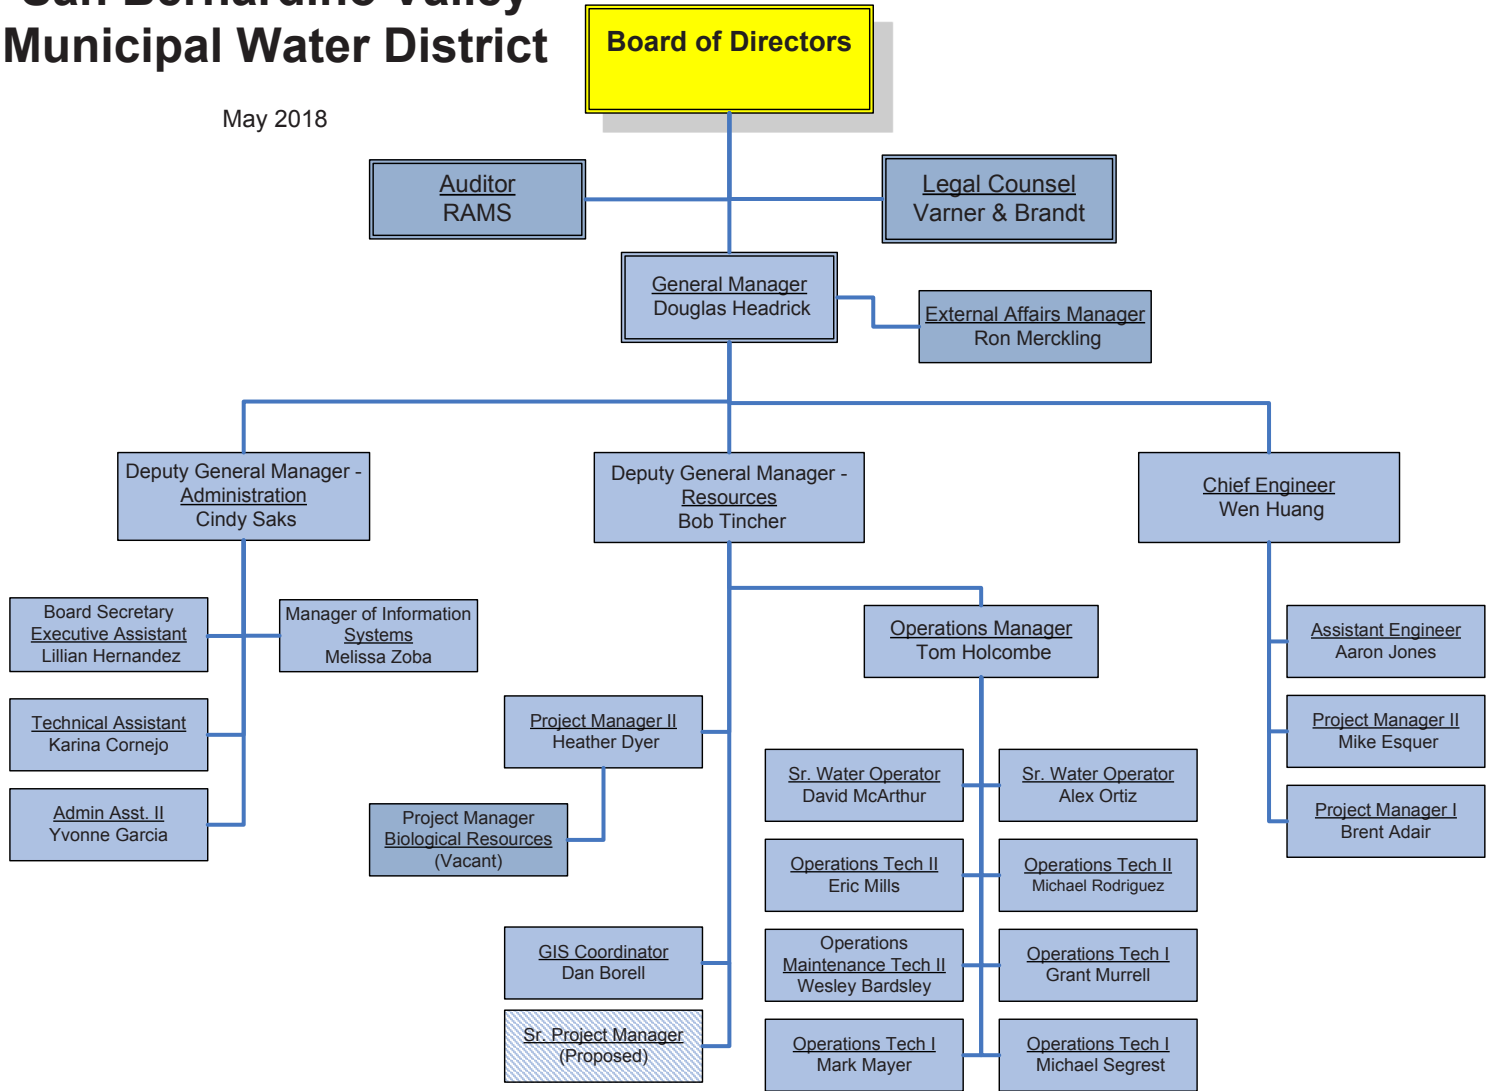 San Bernardino Valley
Municipal Water District
May 2018
Board of Directors
Auditor
RAMS
Legal Counsel
Varner & Brandt
General Manager
Douglas Headrick
External Affairs Manager
Ron Merckling
Deputy General Manager -
Administration
Cindy Saks
Deputy General Manager -
Resources
Bob Tincher
Chief Engineer
Wen Huang
Board Secretary
Executive Assistant
Lillian Hernandez
Manager of Information
Systems
Melissa Zoba
Technical Assistant
Karina Cornejo
Admin Asst. II
Yvonne Garcia
Project Manager II
Heather Dyer
Project Manager
Biological Resources
(Vacant)
GIS Coordinator
Dan Borell
Sr. Project Manager
(Proposed)
Operations Manager
Tom Holcombe
Sr. Water Operator
David McArthur
Sr. Water Operator
Alex Ortiz
Operations Tech II
Eric Mills
Operations Tech II
Michael Rodriguez
Operations
Maintenance Tech II
Wesley Bardsley
Operations Tech I
Grant Murrell
Operations Tech I
Mark Mayer
Operations Tech I
Michael Segrest
Assistant Engineer
Aaron Jones
Project Manager II
Mike Esquer
Project Manager I
Brent Adair